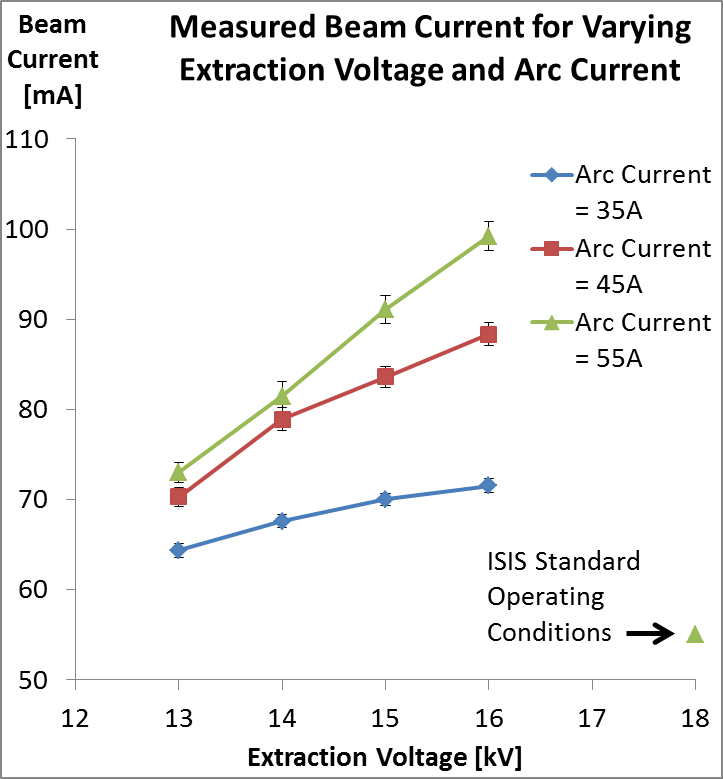 Beam
Current
[mA]
Measured Beam Current for Varying
Extraction Voltage and Arc Current
110
100
90
80
70
60
50
Arc Current
= 35A
Arc Current
= 45A
Arc Current
= 55A
ISIS Standard
Operating
Conditions
12 13 14 15 16 17 18
Extraction Voltage [kV]